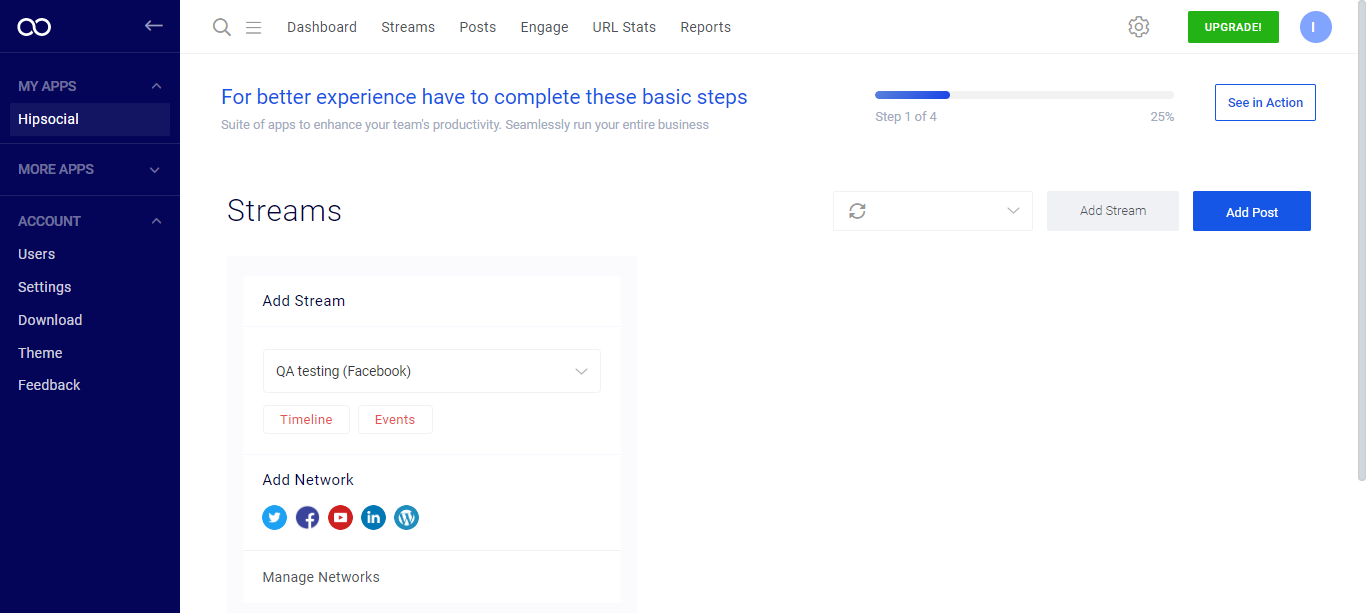 Dashboard Streams Posts Engage URL Stats Reports UPGRADE! I
MY APPS
Hipsocial
MORE APPS
ACCOUNT
Users
Settings
Download
Theme
Feedback
For better experience have to complete these basic steps
Suite of apps to enhance your team's productivity. Seamlessly run your entire business
Step 1 of 4 25%
See in Action
Streams
Add Stream
Add Post
Add Stream
QA testing (Facebook)
Timeline Events
Add Network
Manage Networks